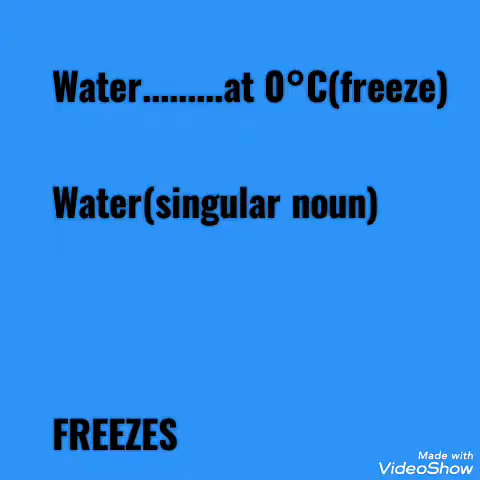 Water.........at 0°C(freeze)
Water(singular noun)
FREEZES
Made with
VideoShow